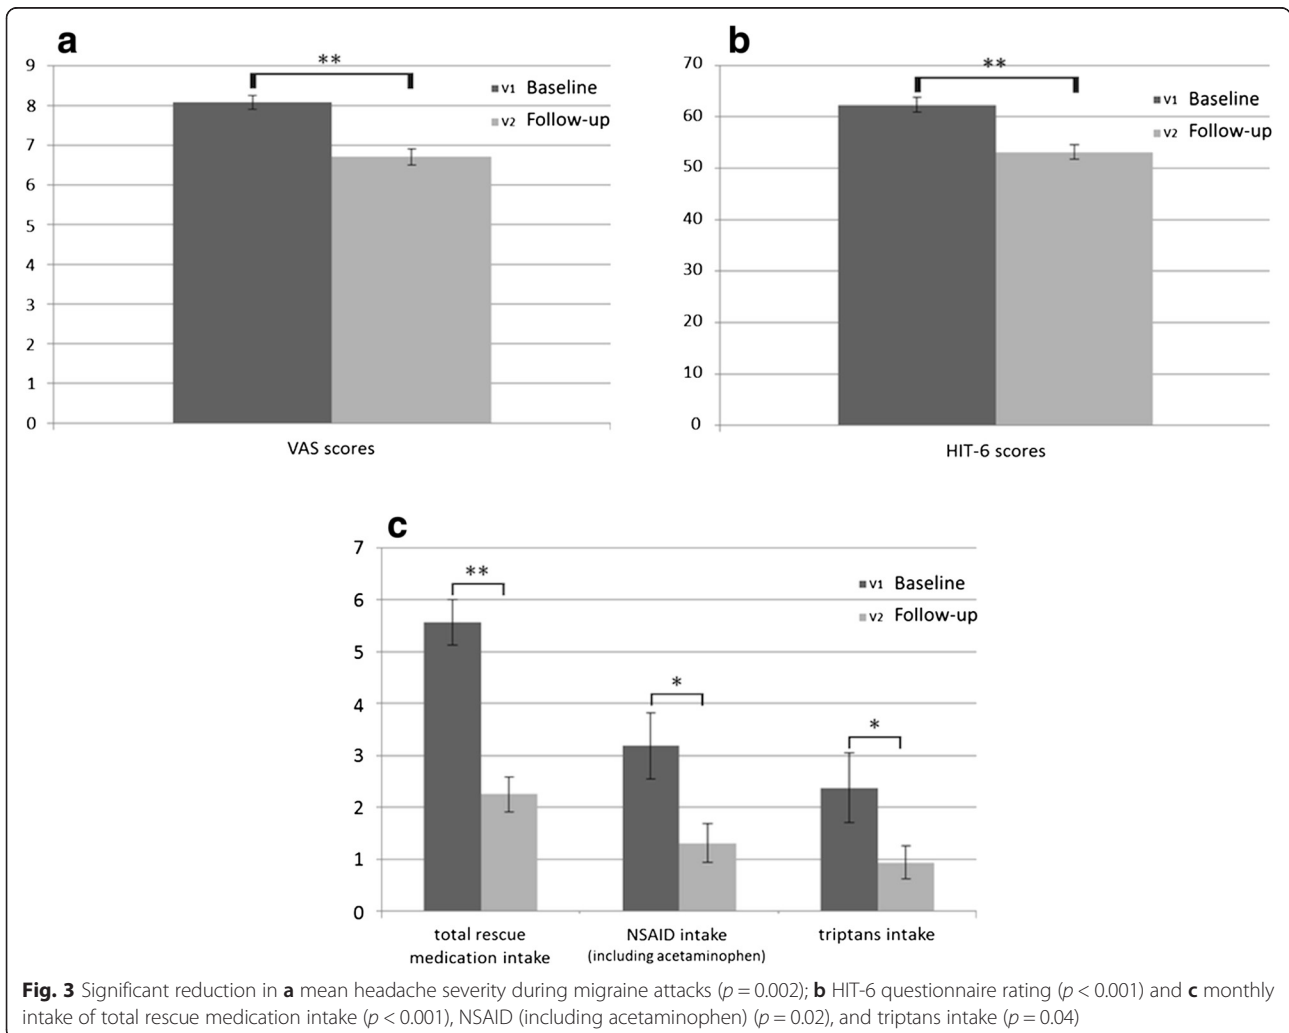 a
**
9
8
7
6
5
4
3
2
1
0
V1 Baseline
V2 Follow-up
VAS scores
b
**
70
60
50
40
30
20
10
0
V1 Baseline
V2 Follow-up
HIT-6 scores
c
7
6
5
4
3
2
1
0
**
*
*
V1 Baseline
V2 Follow-up
total rescue
medication intake
NSAID intake
(including acetaminophen)
triptans intake
Fig. 3 Significant reduction in a mean headache severity during migraine attacks (p = 0.002); b HIT-6 questionnaire rating (p < 0.001) and c monthly
intake of total rescue medication intake (p < 0.001), NSAID (including acetaminophen) (p = 0.02), and triptans intake (p = 0.04)